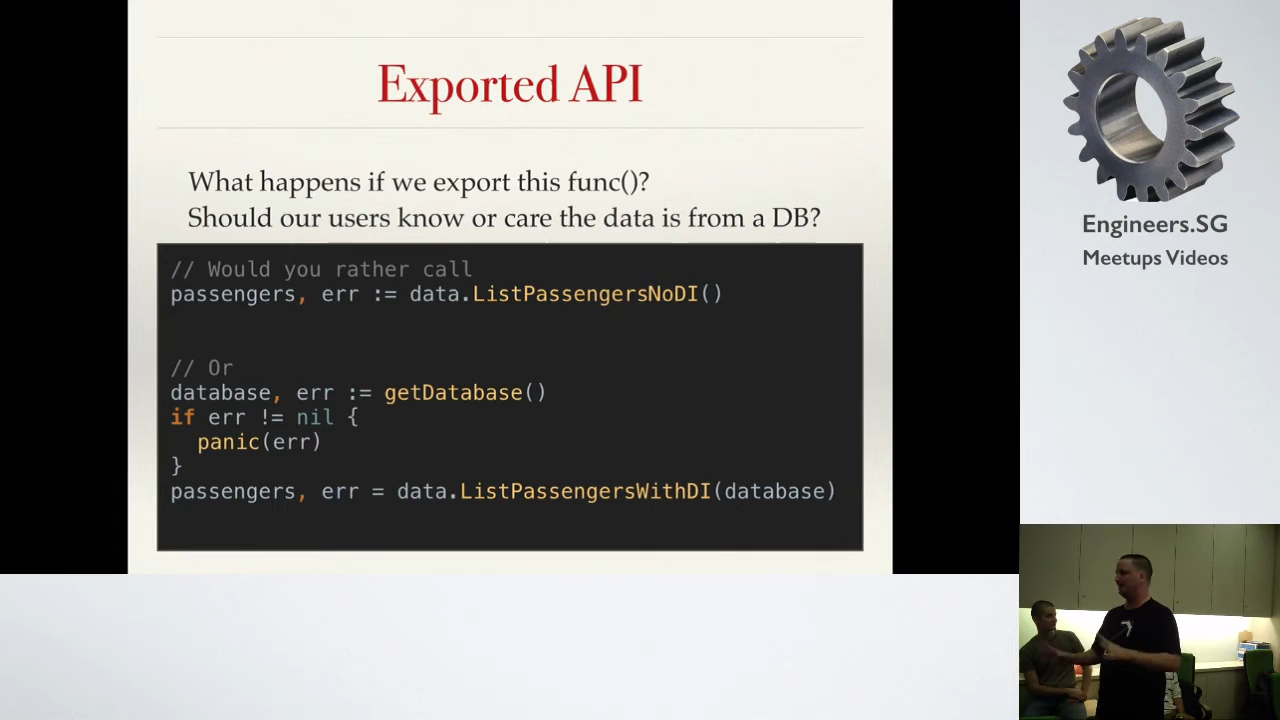 Exported API
What happens if we export this func()?
Should our users know or care the data is from a DB?
// Would you rather call
passengers, err := data.ListPassengersNoDI()
// Or
database, err := getDatabase()
if err != nil {
  panic(err)
}
passengers, err = data.ListPassengersWithDI(database)
Engineers.SG
Meetups Videos